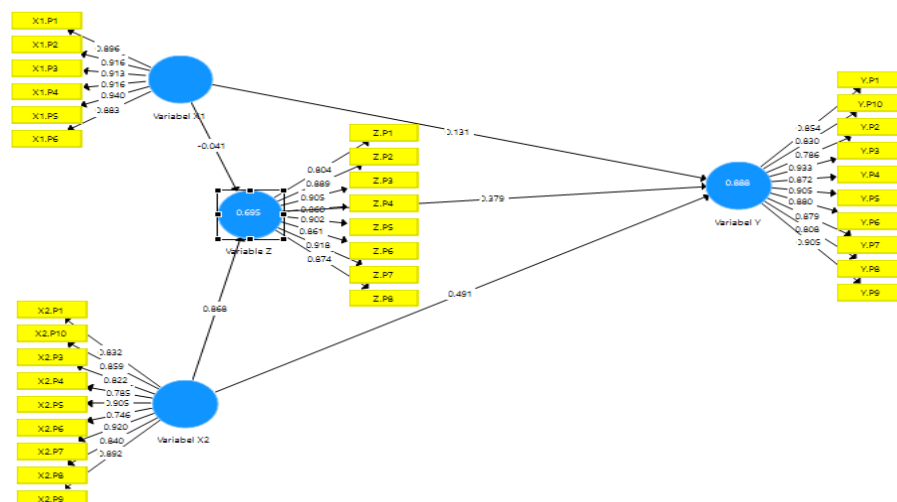 X1.P1
X1.P2
X1.P3
X1.P4
X1.P5
X1.P6
0.896
0.916
0.913
0.916
0.940
0.883
Variabel X1
-0.041
0.131
Z.P1
Z.P2
Z.P3
Z.P4
Z.P5
Z.P6
Z.P7
Z.P8
0.804
0.889
0.905
0.860
0.902
0.861
0.918
0.874
0.695
Variable Z
0.379
0.868
0.491
Y.P1
Y.P10
Y.P2
Y.P3
Y.P4
Y.P5
Y.P6
Y.P7
Y.P8
Y.P9
0.854
0.830
0.786
0.933
0.872
0.905
0.880
0.879
0.808
0.905
0.888
Variabel Y
X2.P1
X2.P10
X2.P3
X2.P4
X2.P5
X2.P6
X2.P7
X2.P8
X2.P9
0.832
0.859
0.822
0.785
0.905
0.746
0.920
0.840
0.892
Variabel X2